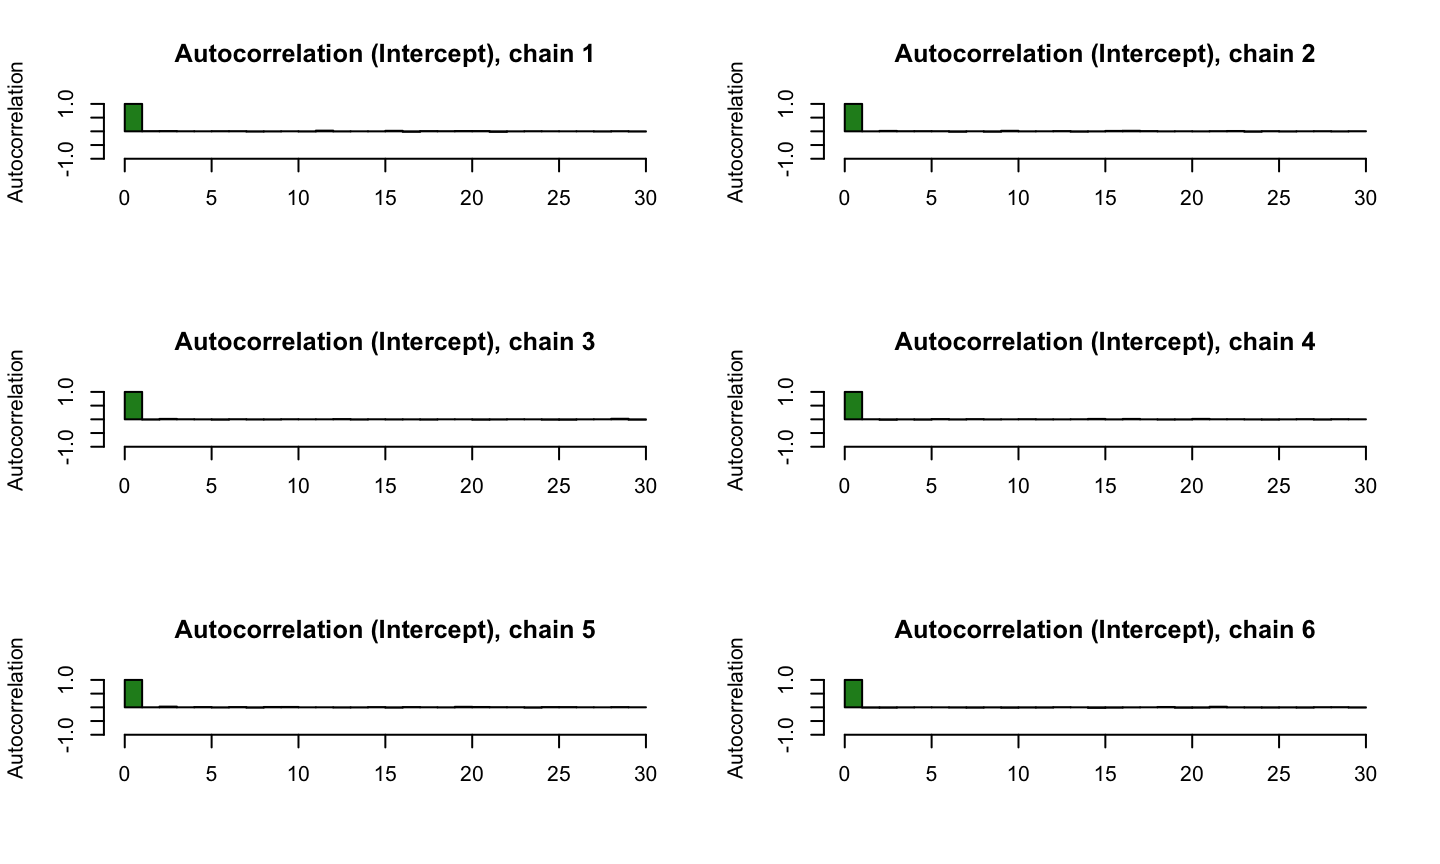 Autocorrelation (Intercept), chain 1
Autocorrelation
1.0
-1.0
0 5 10 15 20 25 30
Autocorrelation (Intercept), chain 2
Autocorrelation
1.0
-1.0
0 5 10 15 20 25 30
Autocorrelation (Intercept), chain 3
Autocorrelation
1.0
-1.0
0 5 10 15 20 25 30
Autocorrelation (Intercept), chain 4
Autocorrelation
1.0
-1.0
0 5 10 15 20 25 30
Autocorrelation (Intercept), chain 5
Autocorrelation
1.0
-1.0
0 5 10 15 20 25 30
Autocorrelation (Intercept), chain 6
Autocorrelation
1.0
-1.0
0 5 10 15 20 25 30